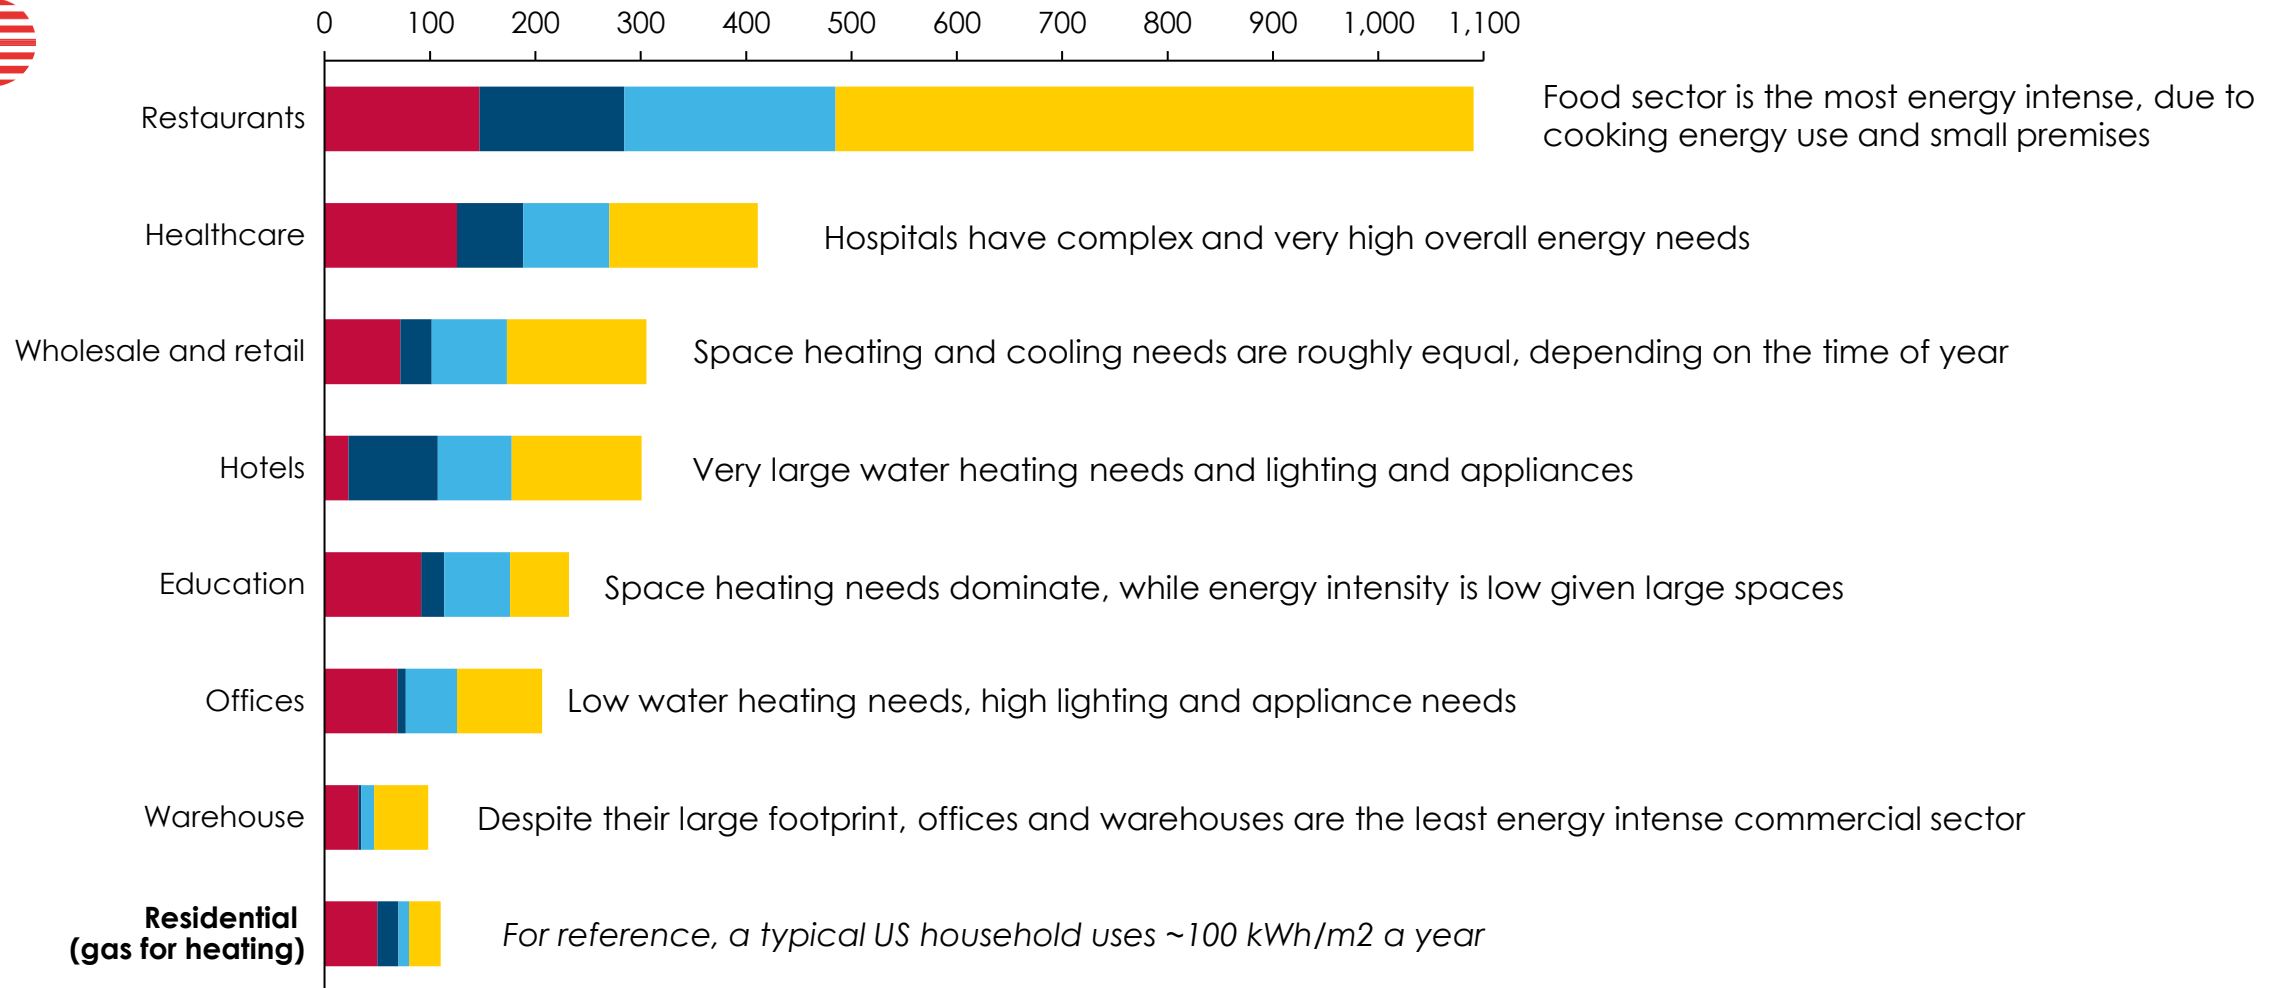 0 100 200 300 400 500 600 700 800 900 1,000 1,100
Restaurants
Food sector is the most energy intense, due to
cooking energy use and small premises
Healthcare
Hospitals have complex and very high overall energy needs
Wholesale and retail
Space heating and cooling needs are roughly equal, depending on the time of year
Hotels
Very large water heating needs and lighting and appliances
Education
Space heating needs dominate, while energy intensity is low given large spaces
Offices
Low water heating needs, high lighting and appliance needs
Warehouse
Despite their large footprint, offices and warehouses are the least energy intense commercial sector
Residential
(gas for heating)
For reference, a typical US household uses ~100 kWh/m2 a year